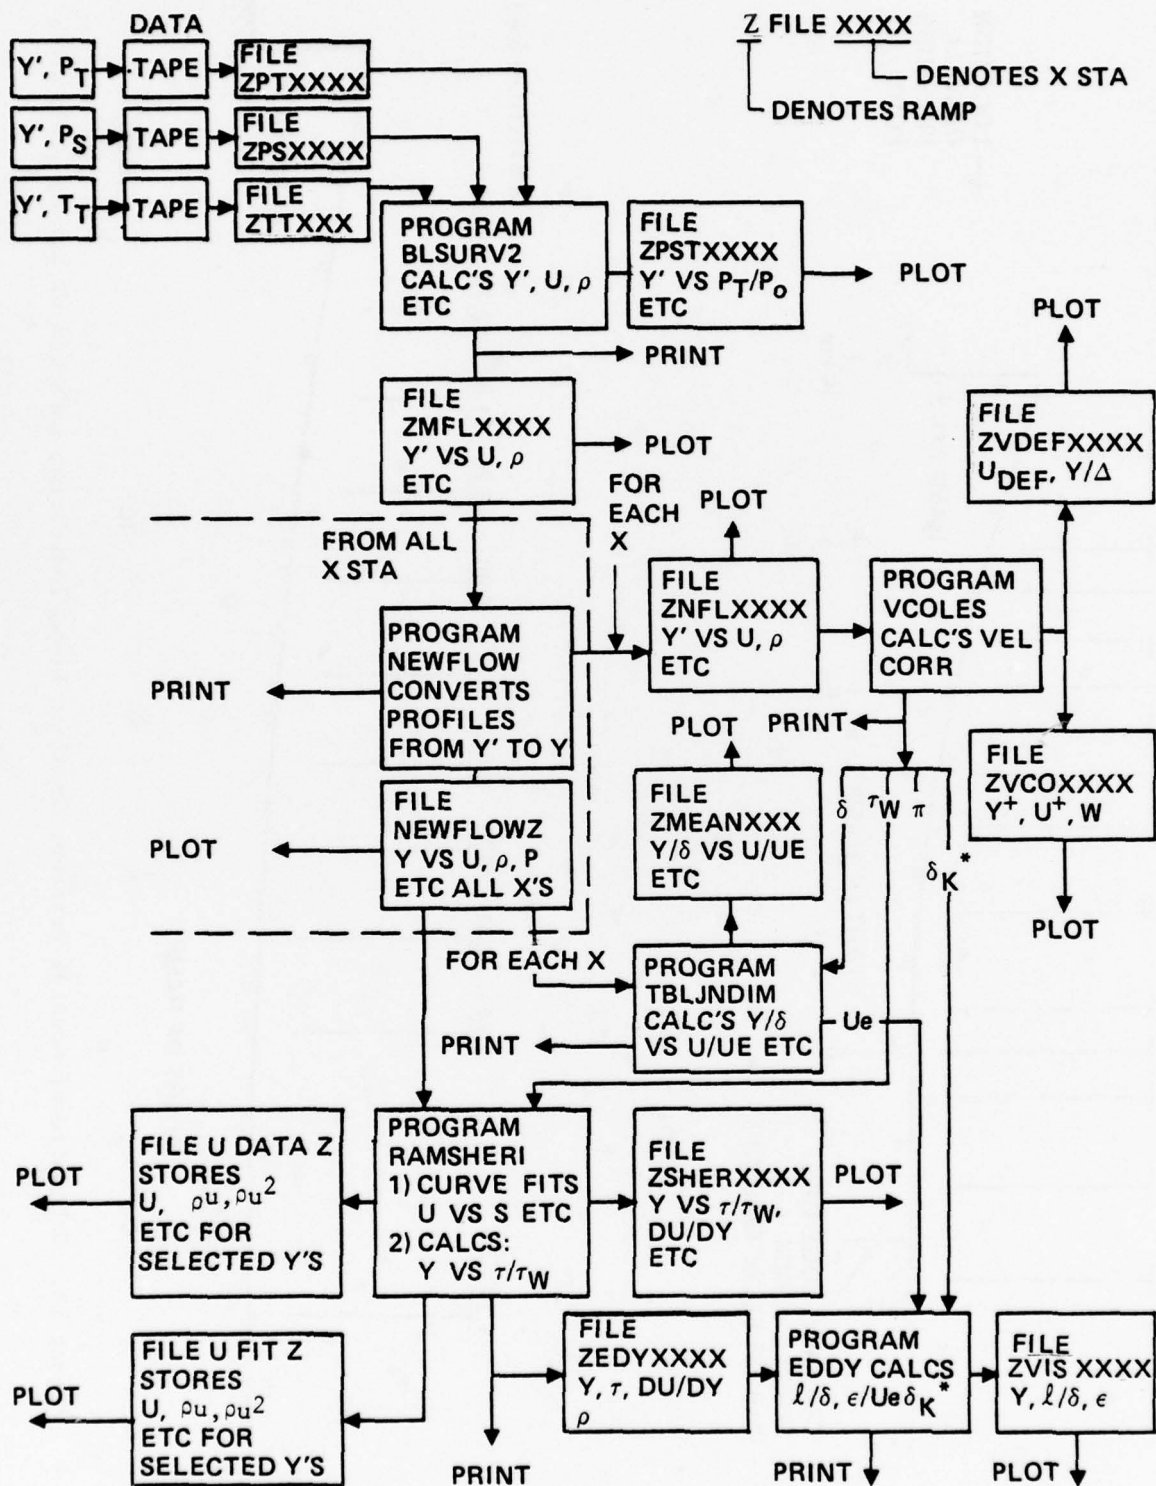 DATA
Z FILE XXXX
DENOTES X STA
DENOTES RAMP
Y', P_T
TAPE
FILE
ZPTXXXX
Y', P_S
TAPE
FILE
ZPSXXXX
Y', T_T
TAPE
FILE
ZTTXXX
PROGRAM
BLSURV2
CALC'S Y', U, ρ
ETC
FILE
ZPSTXXXX
Y' VS P_T/P_o
ETC
PLOT
PRINT
FILE
ZMFLXXXX
Y' VS U, ρ
ETC
PLOT
FROM ALL
X STA
FOR
EACH
X
PROGRAM
NEWFLOW
CONVERTS
PROFILES
FROM Y' TO Y
PRINT
FILE
NEWFLOWZ
Y VS U, ρ, P
ETC ALL X'S
PLOT
PLOT
FILE
ZNFLXXXX
Y' VS U, ρ
ETC
PROGRAM
VCOLES
CALC'S VEL
CORR
PLOT
FILE
ZVDEFXXXX
U_DEF, Y/Δ
FILE
ZVCOXXXX
Y⁺, U⁺, W
PLOT
PRINT
δ
τ_W
π
δ_K*
PLOT
FILE
ZMEANXXX
Y/δ VS U/UE
ETC
FOR EACH X
PROGRAM
TBLJNDIM
CALC'S Y/δ
VS U/UE ETC
Ue
PRINT
PROGRAM
RAMSHERI
1) CURVE FITS
U VS S ETC
2) CALCS:
Y VS τ/τ_W
FILE U DATA Z
STORES
U, ρu, ρu²
ETC FOR
SELECTED Y'S
PLOT
FILE
ZSHERXXXX
Y VS τ/τ_W,
DU/DY
ETC
PLOT
FILE U FIT Z
STORES
U, ρu, ρu²
ETC FOR
SELECTED Y'S
PLOT
PRINT
FILE
ZEDYXXXX
Y, τ, DU/DY
ρ
PROGRAM
EDDY CALCS
ℓ/δ, ε/Ueδ_K*
PRINT
FILE
ZVIS XXXX
Y, ℓ/δ, ε
PLOT